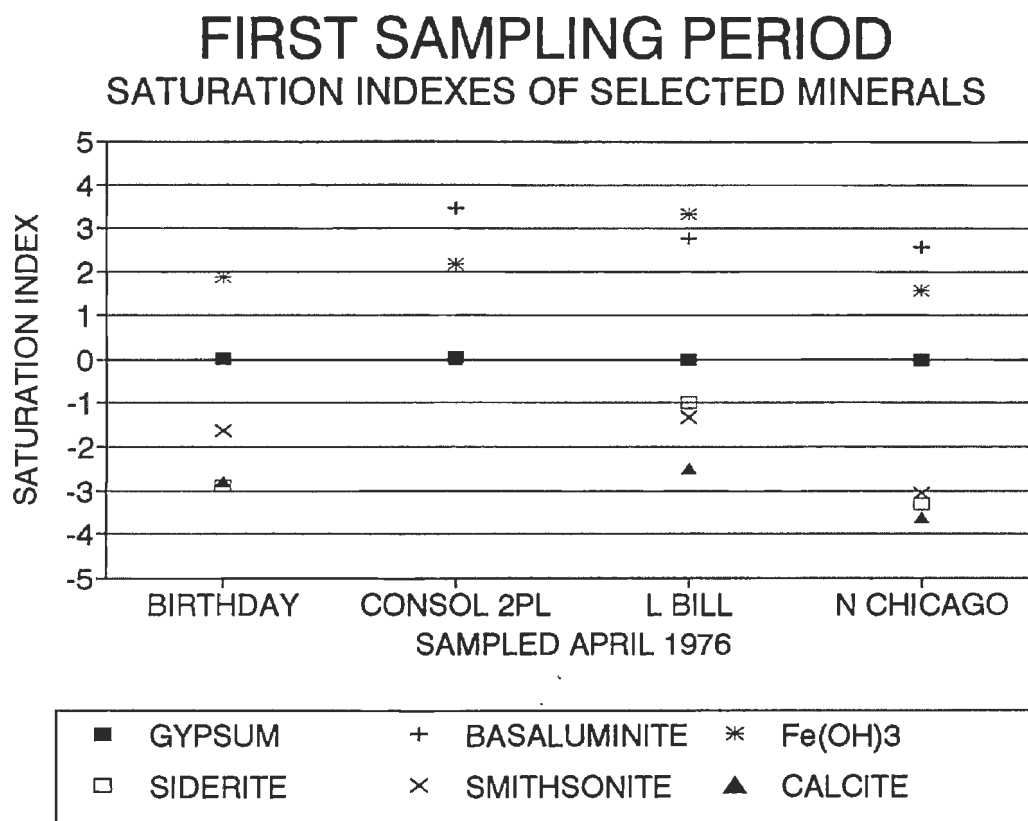 FIRST SAMPLING PERIOD
SATURATION INDEXES OF SELECTED MINERALS
SATURATION INDEX
5
4
3
2
1
0
-1
-2
-3
-4
-5
BIRTHDAY CONSOL 2PL L BILL N CHICAGO
SAMPLED APRIL 1976
GYPSUM BASALUMINITE Fe(OH)3
SIDERITE SMITHSONITE CALCITE